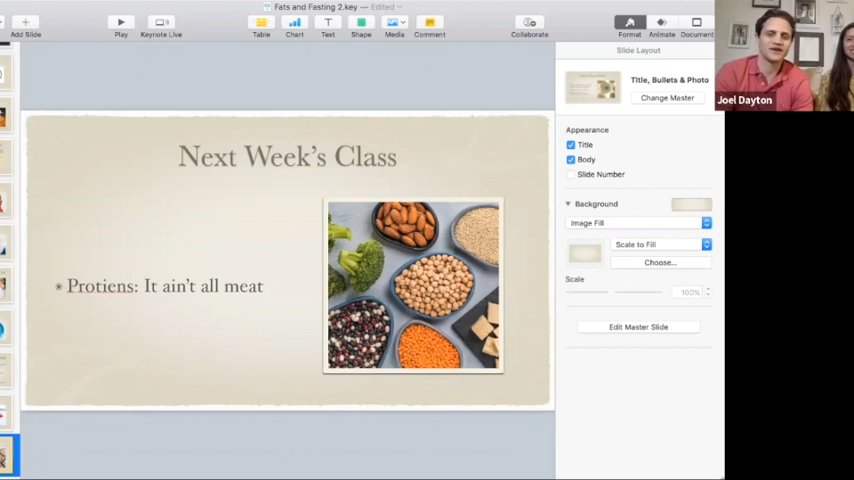 Fats and Fasting 2.key — Edited
Add Slide
Play
Keynote Live
Table
Chart
Text
Shape
Media
Comment
Collaborate
Format
Animate
Document
Slide Layout
Title, Bullets & Photo
Change Master
Joel Dayton
Appearance
Title
Body
Slide Number
Background
Image Fill
Scale to Fill
Choose...
Scale
100%
Edit Master Slide
Next Week's Class
* Protiens: It ain't all meat